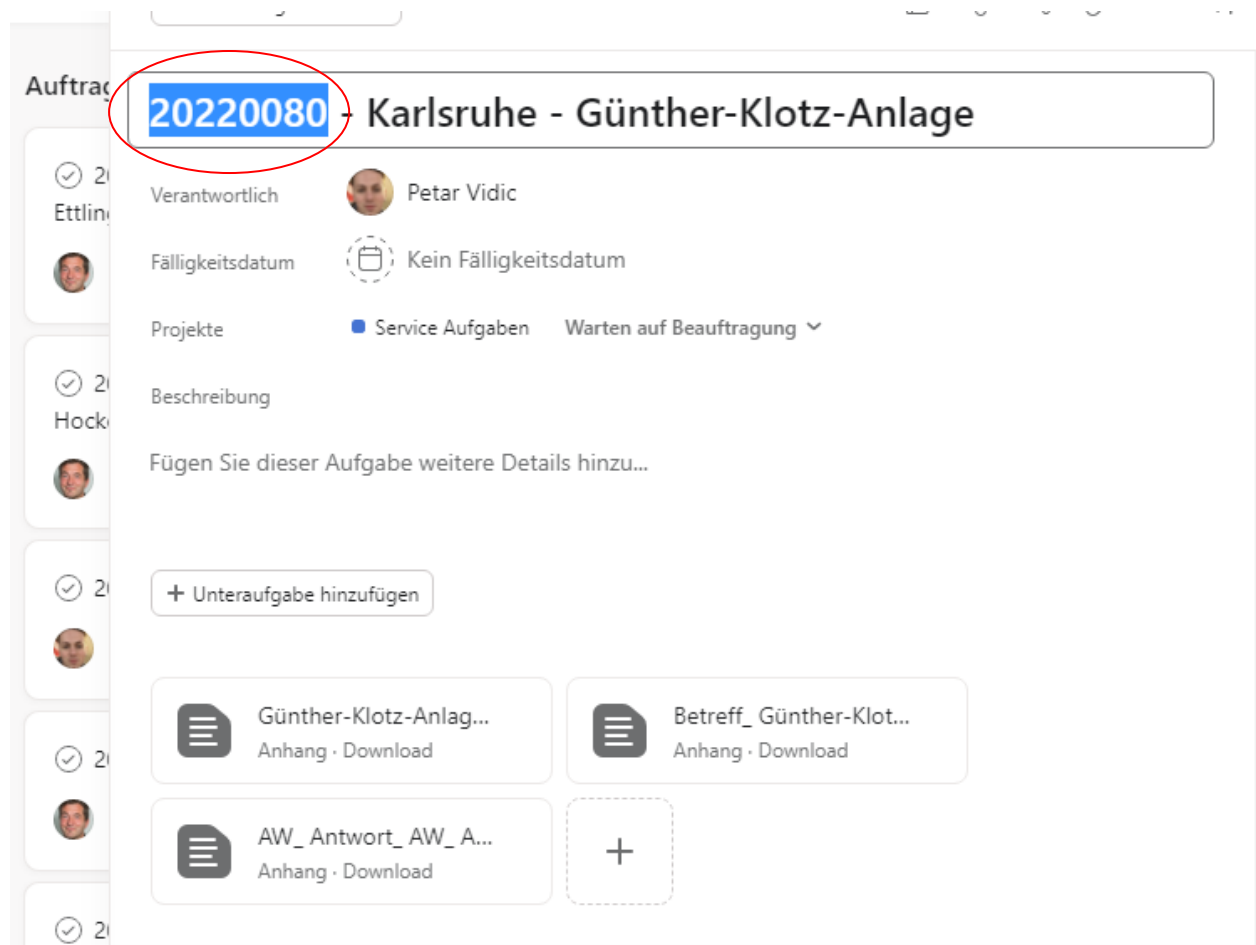 Auftrag
20220080 - Karlsruhe - Günther-Klotz-Anlage
Verantwortlich Petar Vidic
Fälligkeitsdatum Kein Fälligkeitsdatum
Projekte Service Aufgaben Warten auf Beauftragung
Beschreibung
Fügen Sie dieser Aufgabe weitere Details hinzu...
+ Unteraufgabe hinzufügen
Günther-Klotz-Anlag... Betreff_ Günther-Klot...
Anhang · Download Anhang · Download
AW_ Antwort_ AW_ A...
Anhang · Download